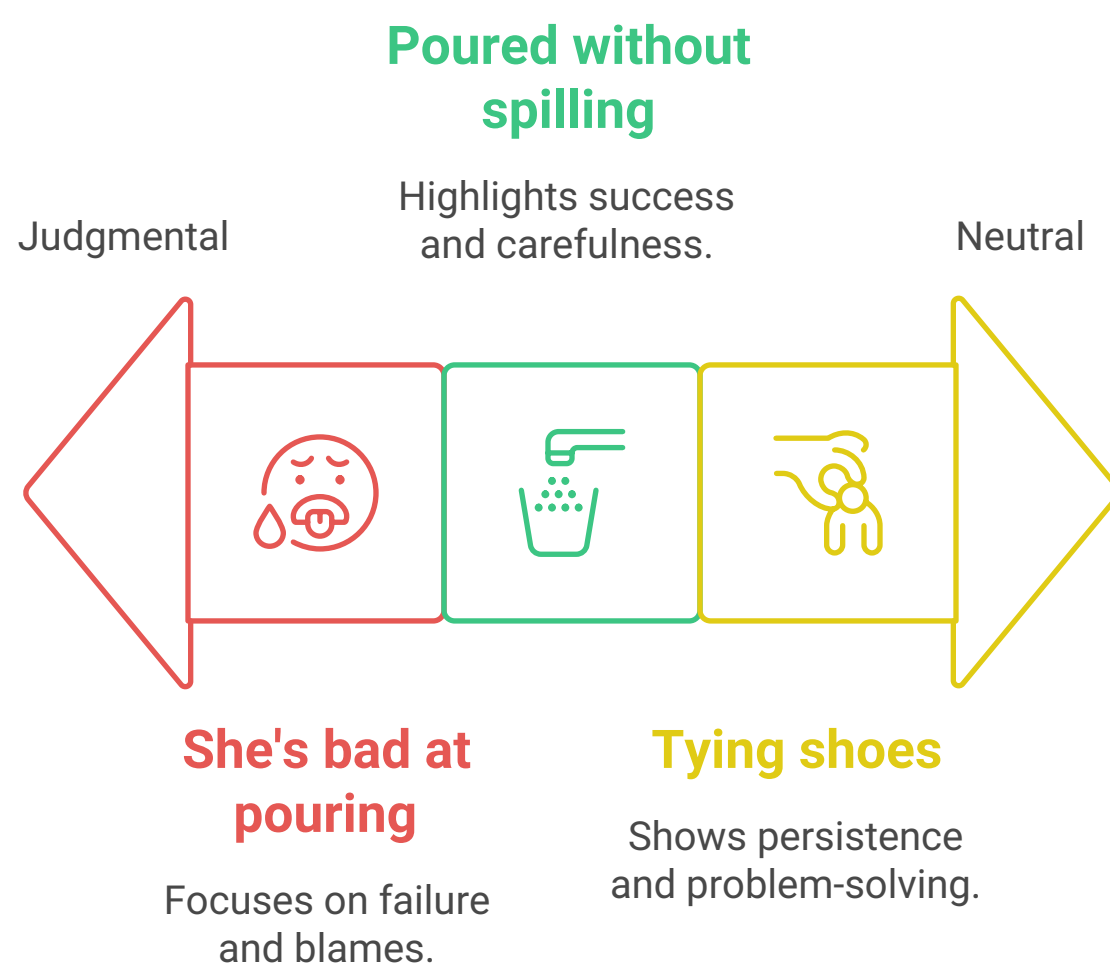 Poured without
spilling
Highlights success
and carefulness.
Judgmental
Neutral
She's bad at
pouring
Focuses on failure
and blames.
Tying shoes
Shows persistence
and problem-solving.